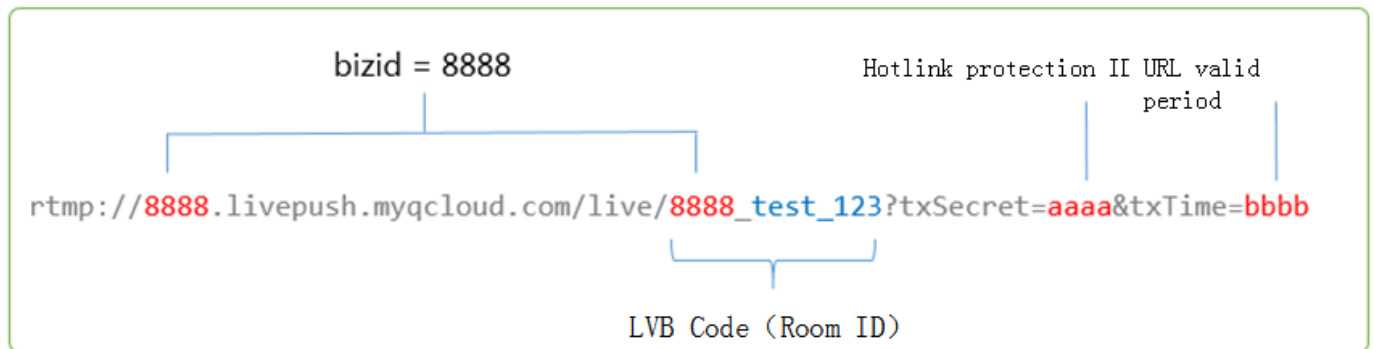 bizid = 8888
Hotlink protection II URL valid
period
rtmp://8888.livepush.myqcloud.com/live/8888_test_123?txSecret=aaaa&txTime=bbbb
LVB Code（Room ID）